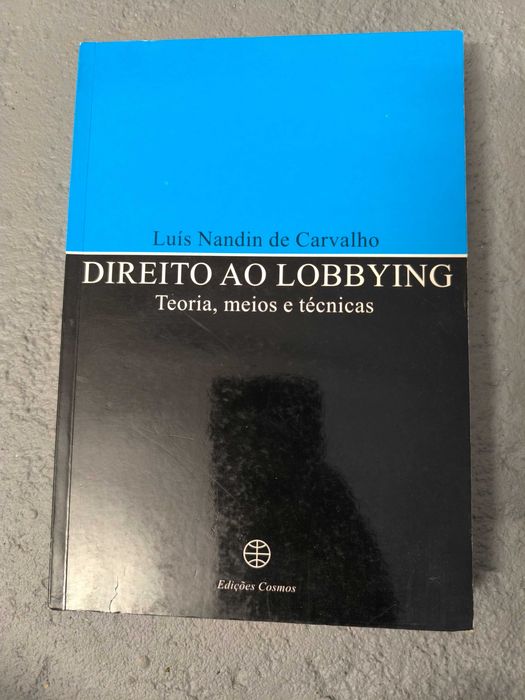 Luís Nandin de Carvalho
DIREITO AO LOBBYING
Teoria, meios e técnicas
Edições Cosmos